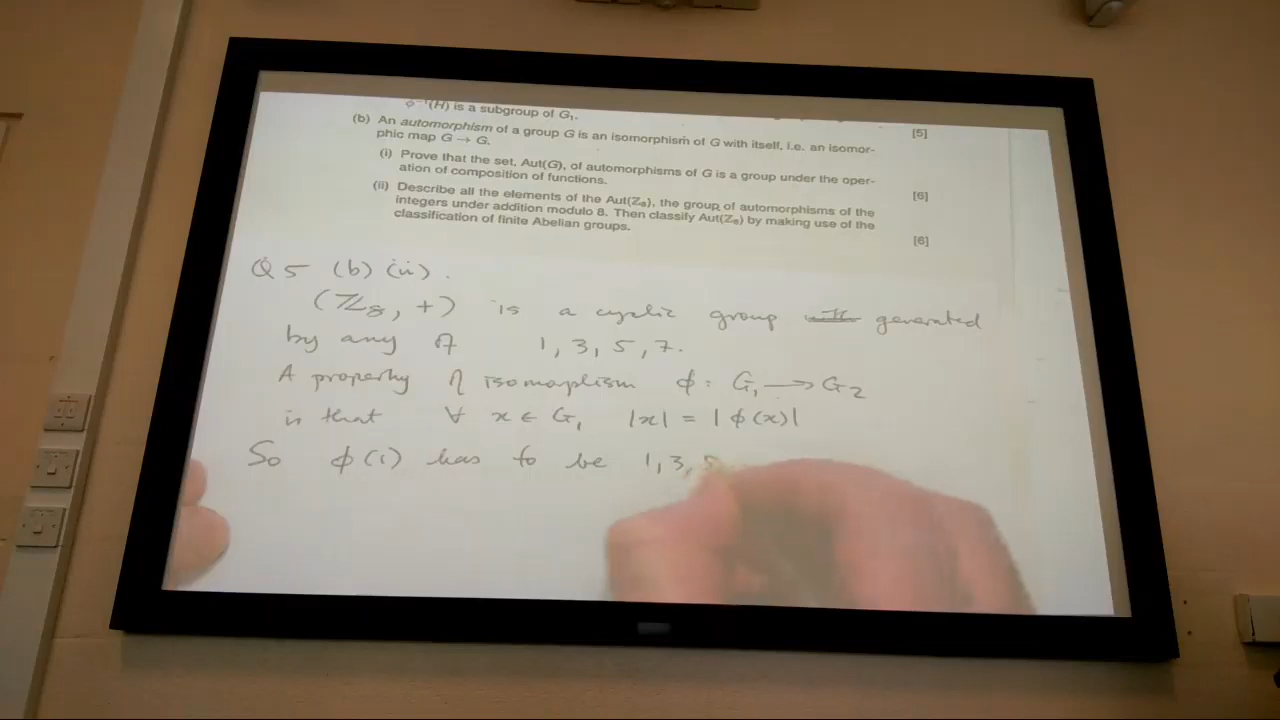 φ⁻¹(H) is a subgroup of G₁.
[5]
(b) An automorphism of a group G is an isomorphism of G with itself, i.e. an isomor-
phic map G → G.
(i) Prove that the set, Aut(G), of automorphisms of G is a group under the oper-
ation of composition of functions.
[6]
(ii) Describe all the elements of the Aut(ℤ₈), the group of automorphisms of the
integers under addition modulo 8. Then classify Aut(ℤ₈) by making use of the
classification of finite Abelian groups.
[6]
Q5 (b) (ii).
(ℤ₈, +) is a cyclic group generated
by any of 1, 3, 5, 7.
A property of isomorphism φ: G₁ → G₂
is that ∀ x ∈ G₁ |x| = |φ(x)|
So φ(1) has to be 1, 3, 5